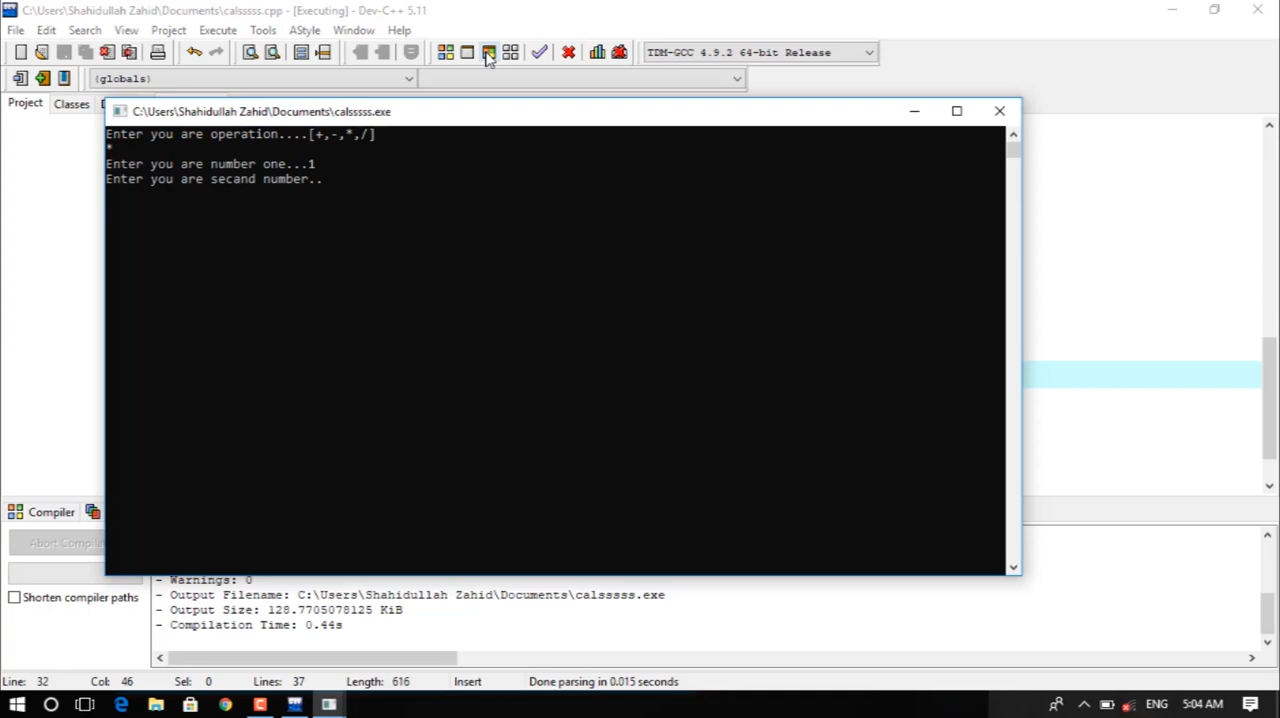 C:\Users\Shahidullah Zahid\Documents\calsssss.cpp - [Executing] - Dev-C++ 5.11
File Edit Search View Project Execute Tools AStyle Window Help
TDM-GCC 4.9.2 64-bit Release
(globals)
Project Classes D
C:\Users\Shahidullah Zahid\Documents\calsssss.exe
Enter you are operation....[+,-,*,/]
*
Enter you are number one...1
Enter you are secand number..
Compiler
Abort Compil
Shorten compiler paths
- Warnings: 0
- Output Filename: C:\Users\Shahidullah Zahid\Documents\calsssss.exe
- Output Size: 128.7705078125 KiB
- Compilation Time: 0.44s
Line: 32 Col: 46 Sel: 0 Lines: 37 Length: 616 Insert Done parsing in 0.015 seconds
ENG 5:04 AM